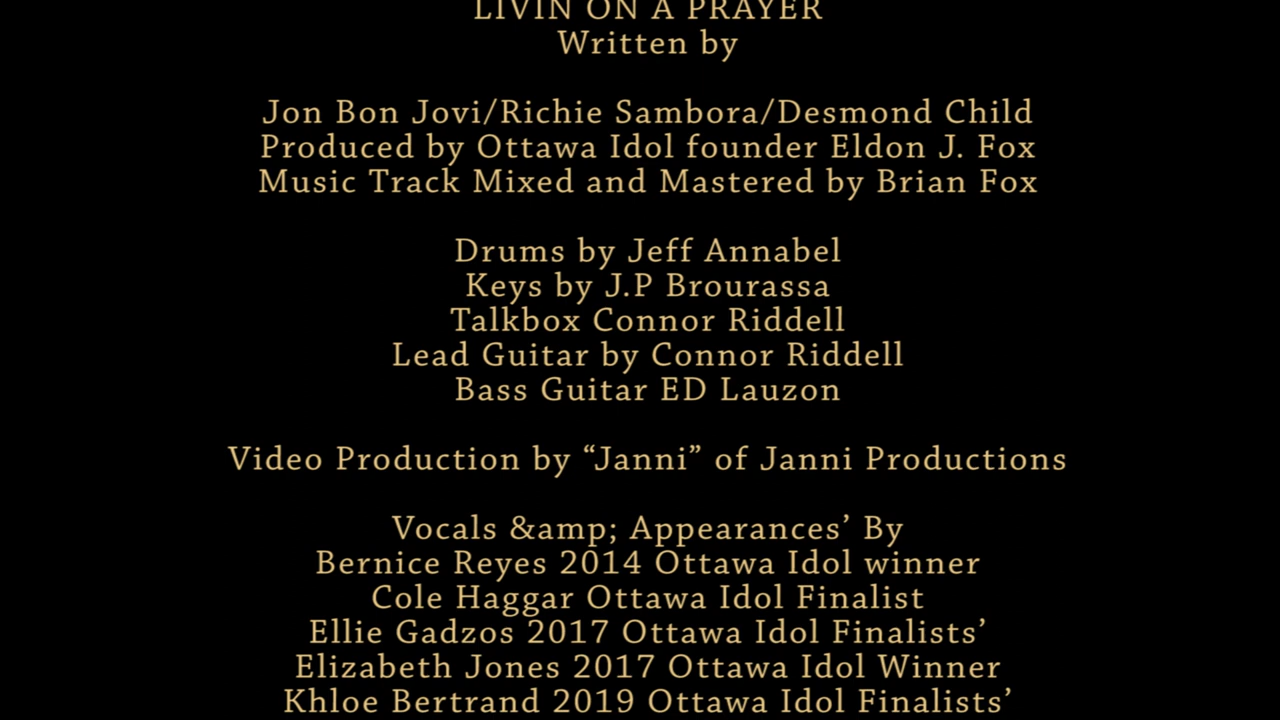 LIVIN ON A PRAYER
Written by
Jon Bon Jovi/Richie Sambora/Desmond Child
Produced by Ottawa Idol founder Eldon J. Fox
Music Track Mixed and Mastered by Brian Fox
Drums by Jeff Annabel
Keys by J.P Brourassa
Talkbox Connor Riddell
Lead Guitar by Connor Riddell
Bass Guitar ED Lauzon
Video Production by “Janni” of Janni Productions
Vocals &amp; Appearances’ By
Bernice Reyes 2014 Ottawa Idol winner
Cole Haggar Ottawa Idol Finalist
Ellie Gadzos 2017 Ottawa Idol Finalists’
Elizabeth Jones 2017 Ottawa Idol Winner
Khloe Bertrand 2019 Ottawa Idol Finalists’